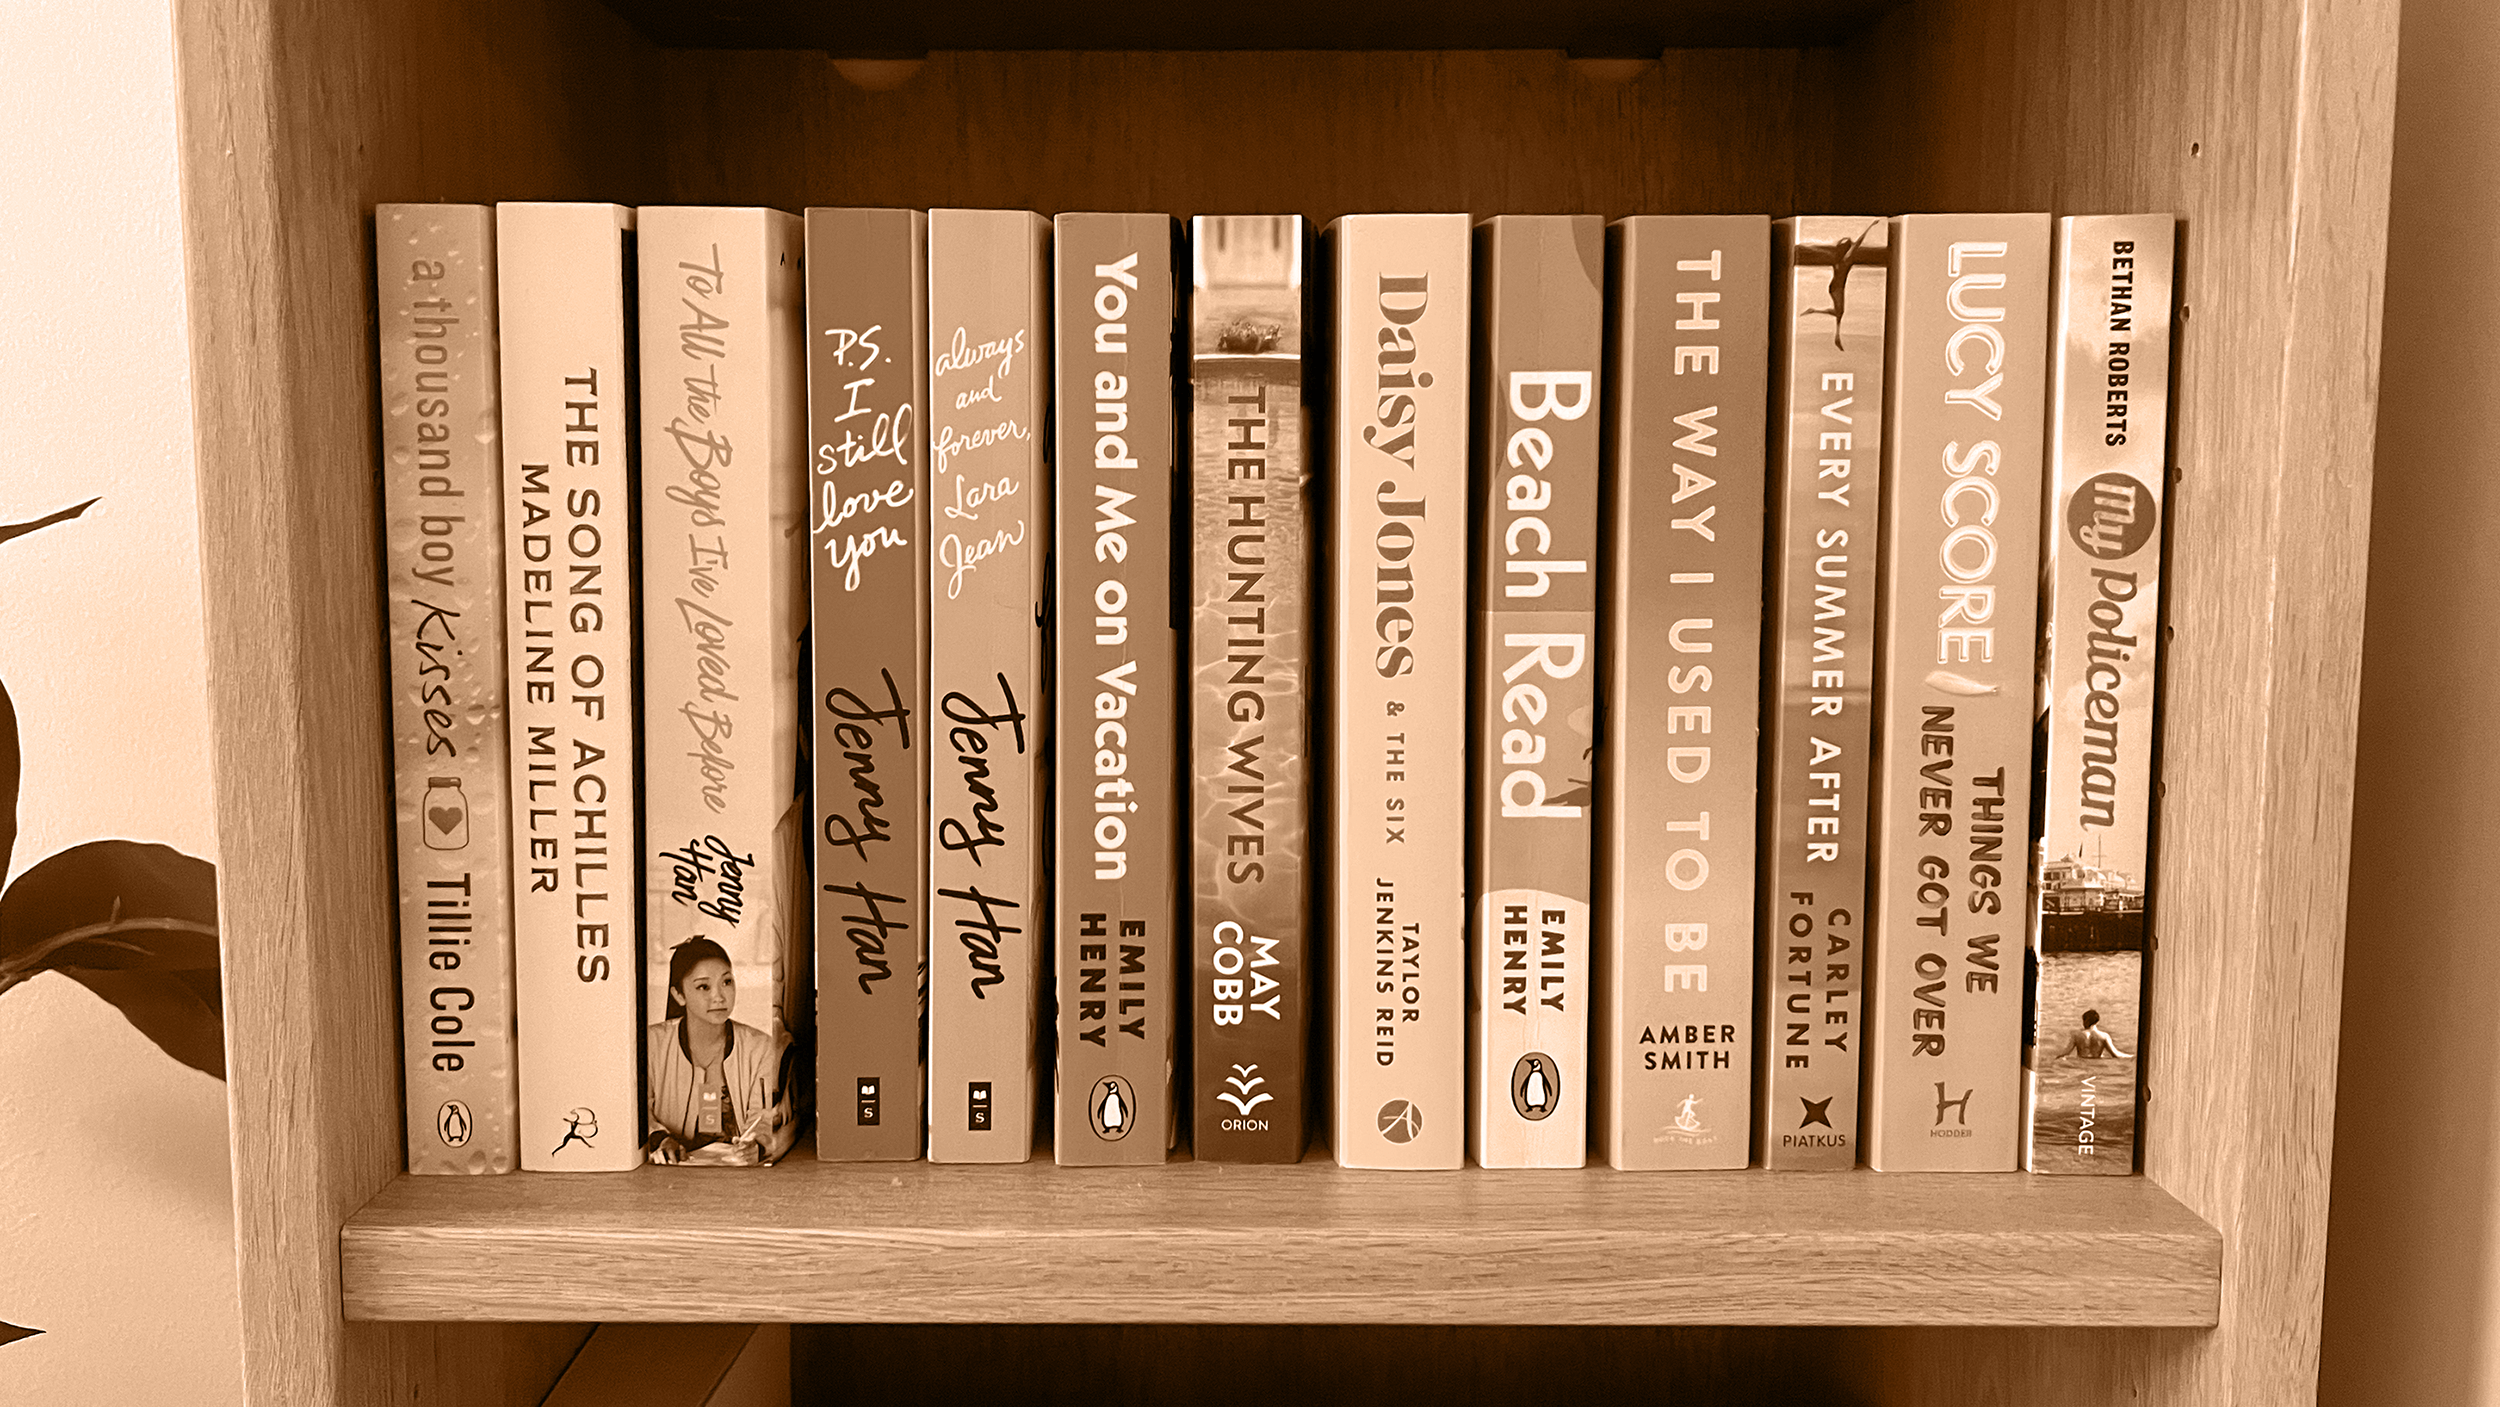 a thousand boy kisses
Tillie Cole
THE SONG OF ACHILLES
MADELINE MILLER
To All the Boys I've Loved Before
Jenny
Han
P.S.
I
still
love
you
Jenny Han
S
always
and
forever,
Lara
Jean
Jenny Han
S
You and Me on Vacation
EMILY
HENRY
THE HUNTING WIVES
MAY
COBB
ORION
Daisy Jones & THE SIX
TAYLOR
JENKINS REID
Beach Read
EMILY
HENRY
THE WAY I USED TO BE
AMBER
SMITH
EVERY SUMMER AFTER
CARLEY
FORTUNE
PIATKUS
LUCY SCORE
THINGS WE
NEVER GOT OVER
HODDER
BETHAN ROBERTS
My Policeman
VINTAGE